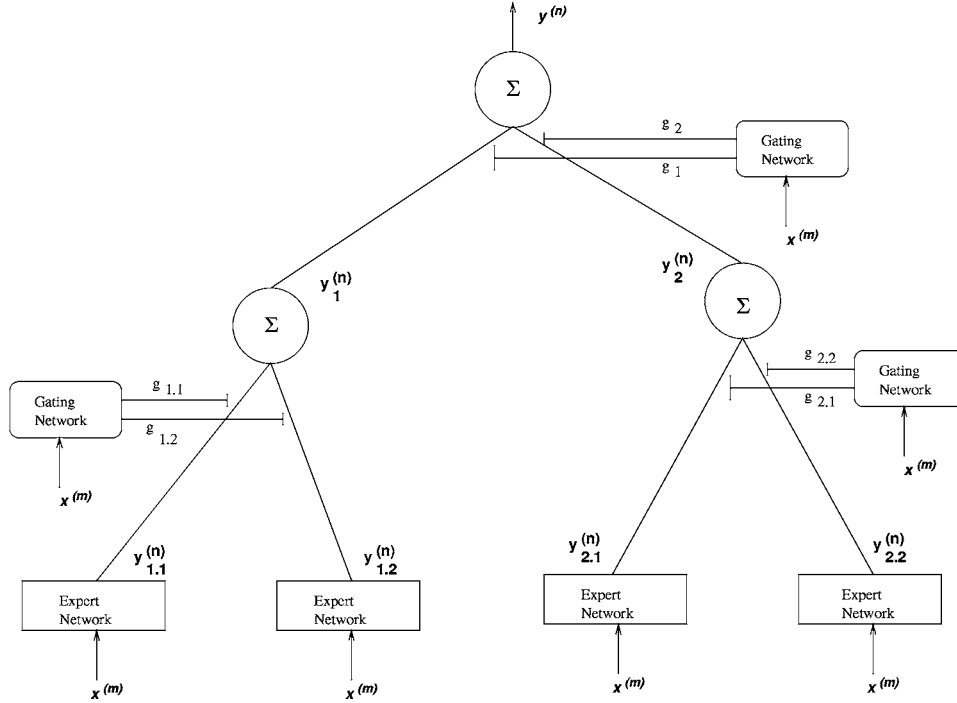 y (n)
Σ
g 2
Gating
Network
g 1
x (m)
y (n) 1
y (n) 2
Σ
Σ
g 1.1
Gating
Network
g 1.2
x (m)
g 2.2
Gating
Network
g 2.1
x (m)
y (n) 1.1
y (n) 1.2
y (n) 2.1
y (n) 2.2
Expert
Network
Expert
Network
Expert
Network
Expert
Network
x (m)
x (m)
x (m)
x (m)